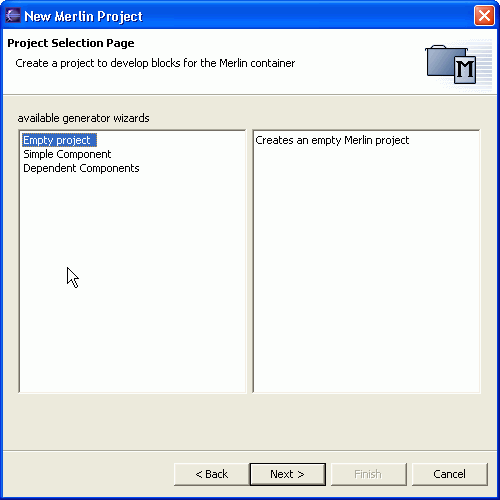 New Merlin Project
Project Selection Page
Create a project to develop blocks for the Merlin container
M
available generator wizards
Empty project
Simple Component
Dependent Components
Creates an empty Merlin project
< Back
Next >
Finish
Cancel